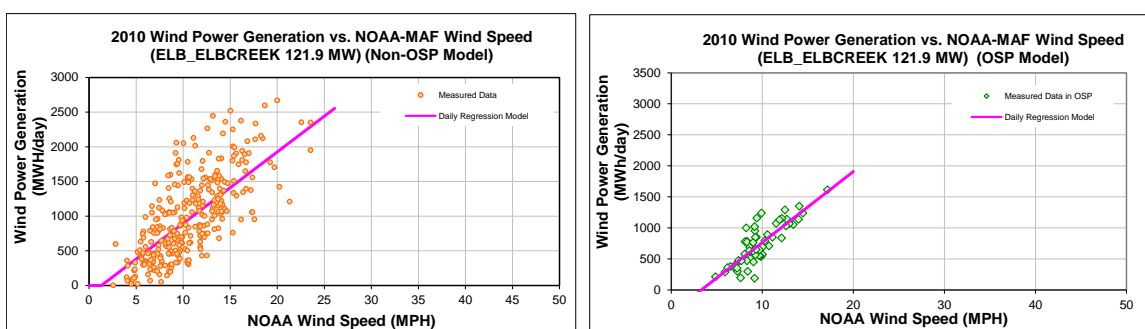 2010 Wind Power Generation vs. NOAA-MAF Wind Speed
(ELB_ELBCREEK 121.9 MW) (Non-OSP Model)
Wind Power Generation
(MWH/day)
3000
2500
2000
1500
1000
500
0
Measured Data
Daily Regression Model
0 5 10 15 20 25 30 35 40 45 50
NOAA Wind Speed (MPH)
2010 Wind Power Generation vs. NOAA-MAF Wind Speed
(ELB_ELBCREEK 121.9 MW) (OSP Model)
Wind Power Generation
(MWh/day)
3500
3000
2500
2000
1500
1000
500
0
Measured Data in OSP
Daily Regression Model
0 10 20 30 40 50
NOAA Wind Speed (MPH)